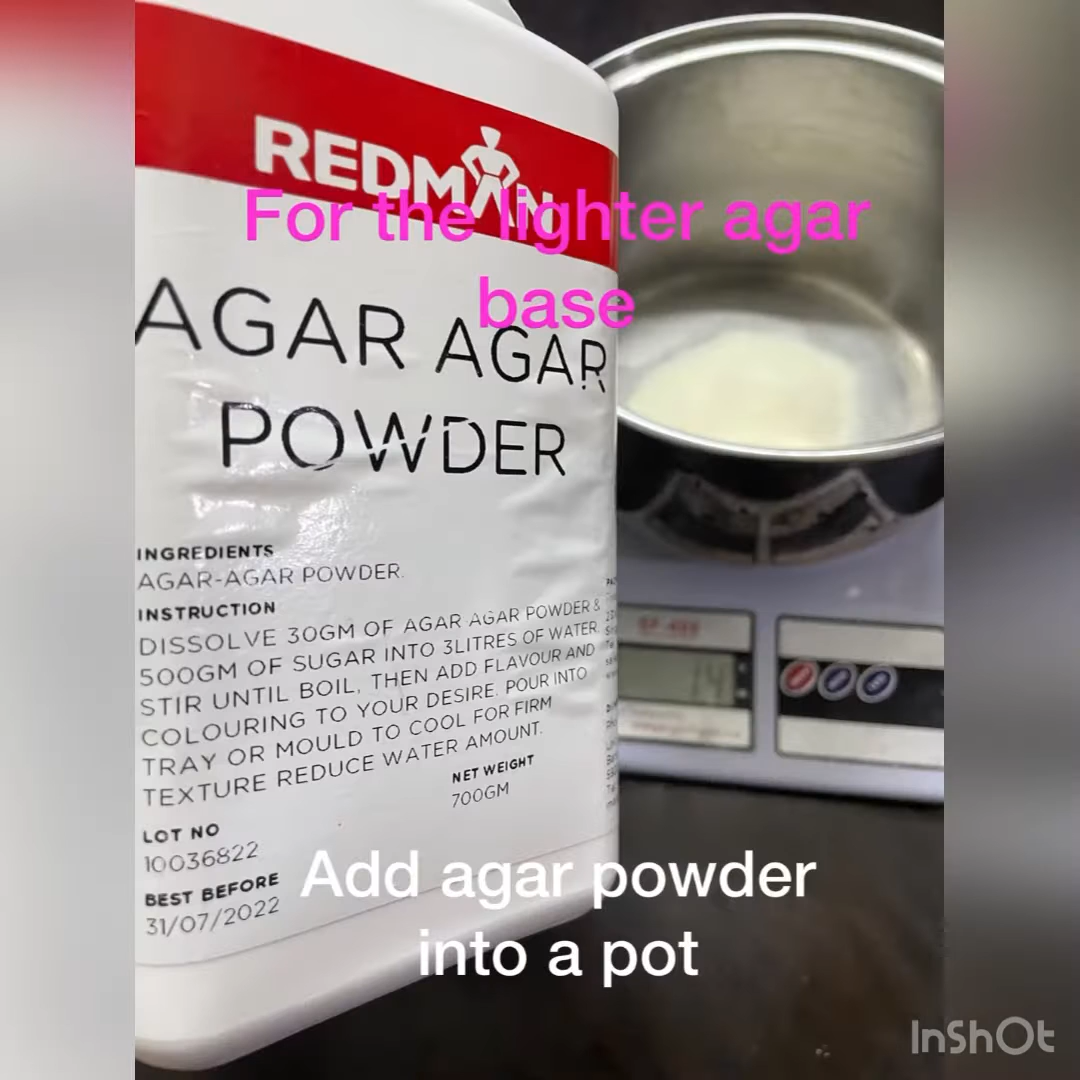 REDMAN
For the lighter agar
base
AGAR AGAR
POWDER
INGREDIENTS
AGAR-AGAR POWDER.
INSTRUCTION
DISSOLVE 30GM OF AGAR AGAR POWDER &
500GM OF SUGAR INTO 3LITRES OF WATER.
STIR UNTIL BOIL, THEN ADD FLAVOUR AND
COLOURING TO YOUR DESIRE. POUR INTO
TRAY OR MOULD TO COOL FOR FIRM
TEXTURE REDUCE WATER AMOUNT.
NET WEIGHT
700GM
LOT NO
10036822
BEST BEFORE
31/07/2022
14
Add agar powder
into a pot
InShOt